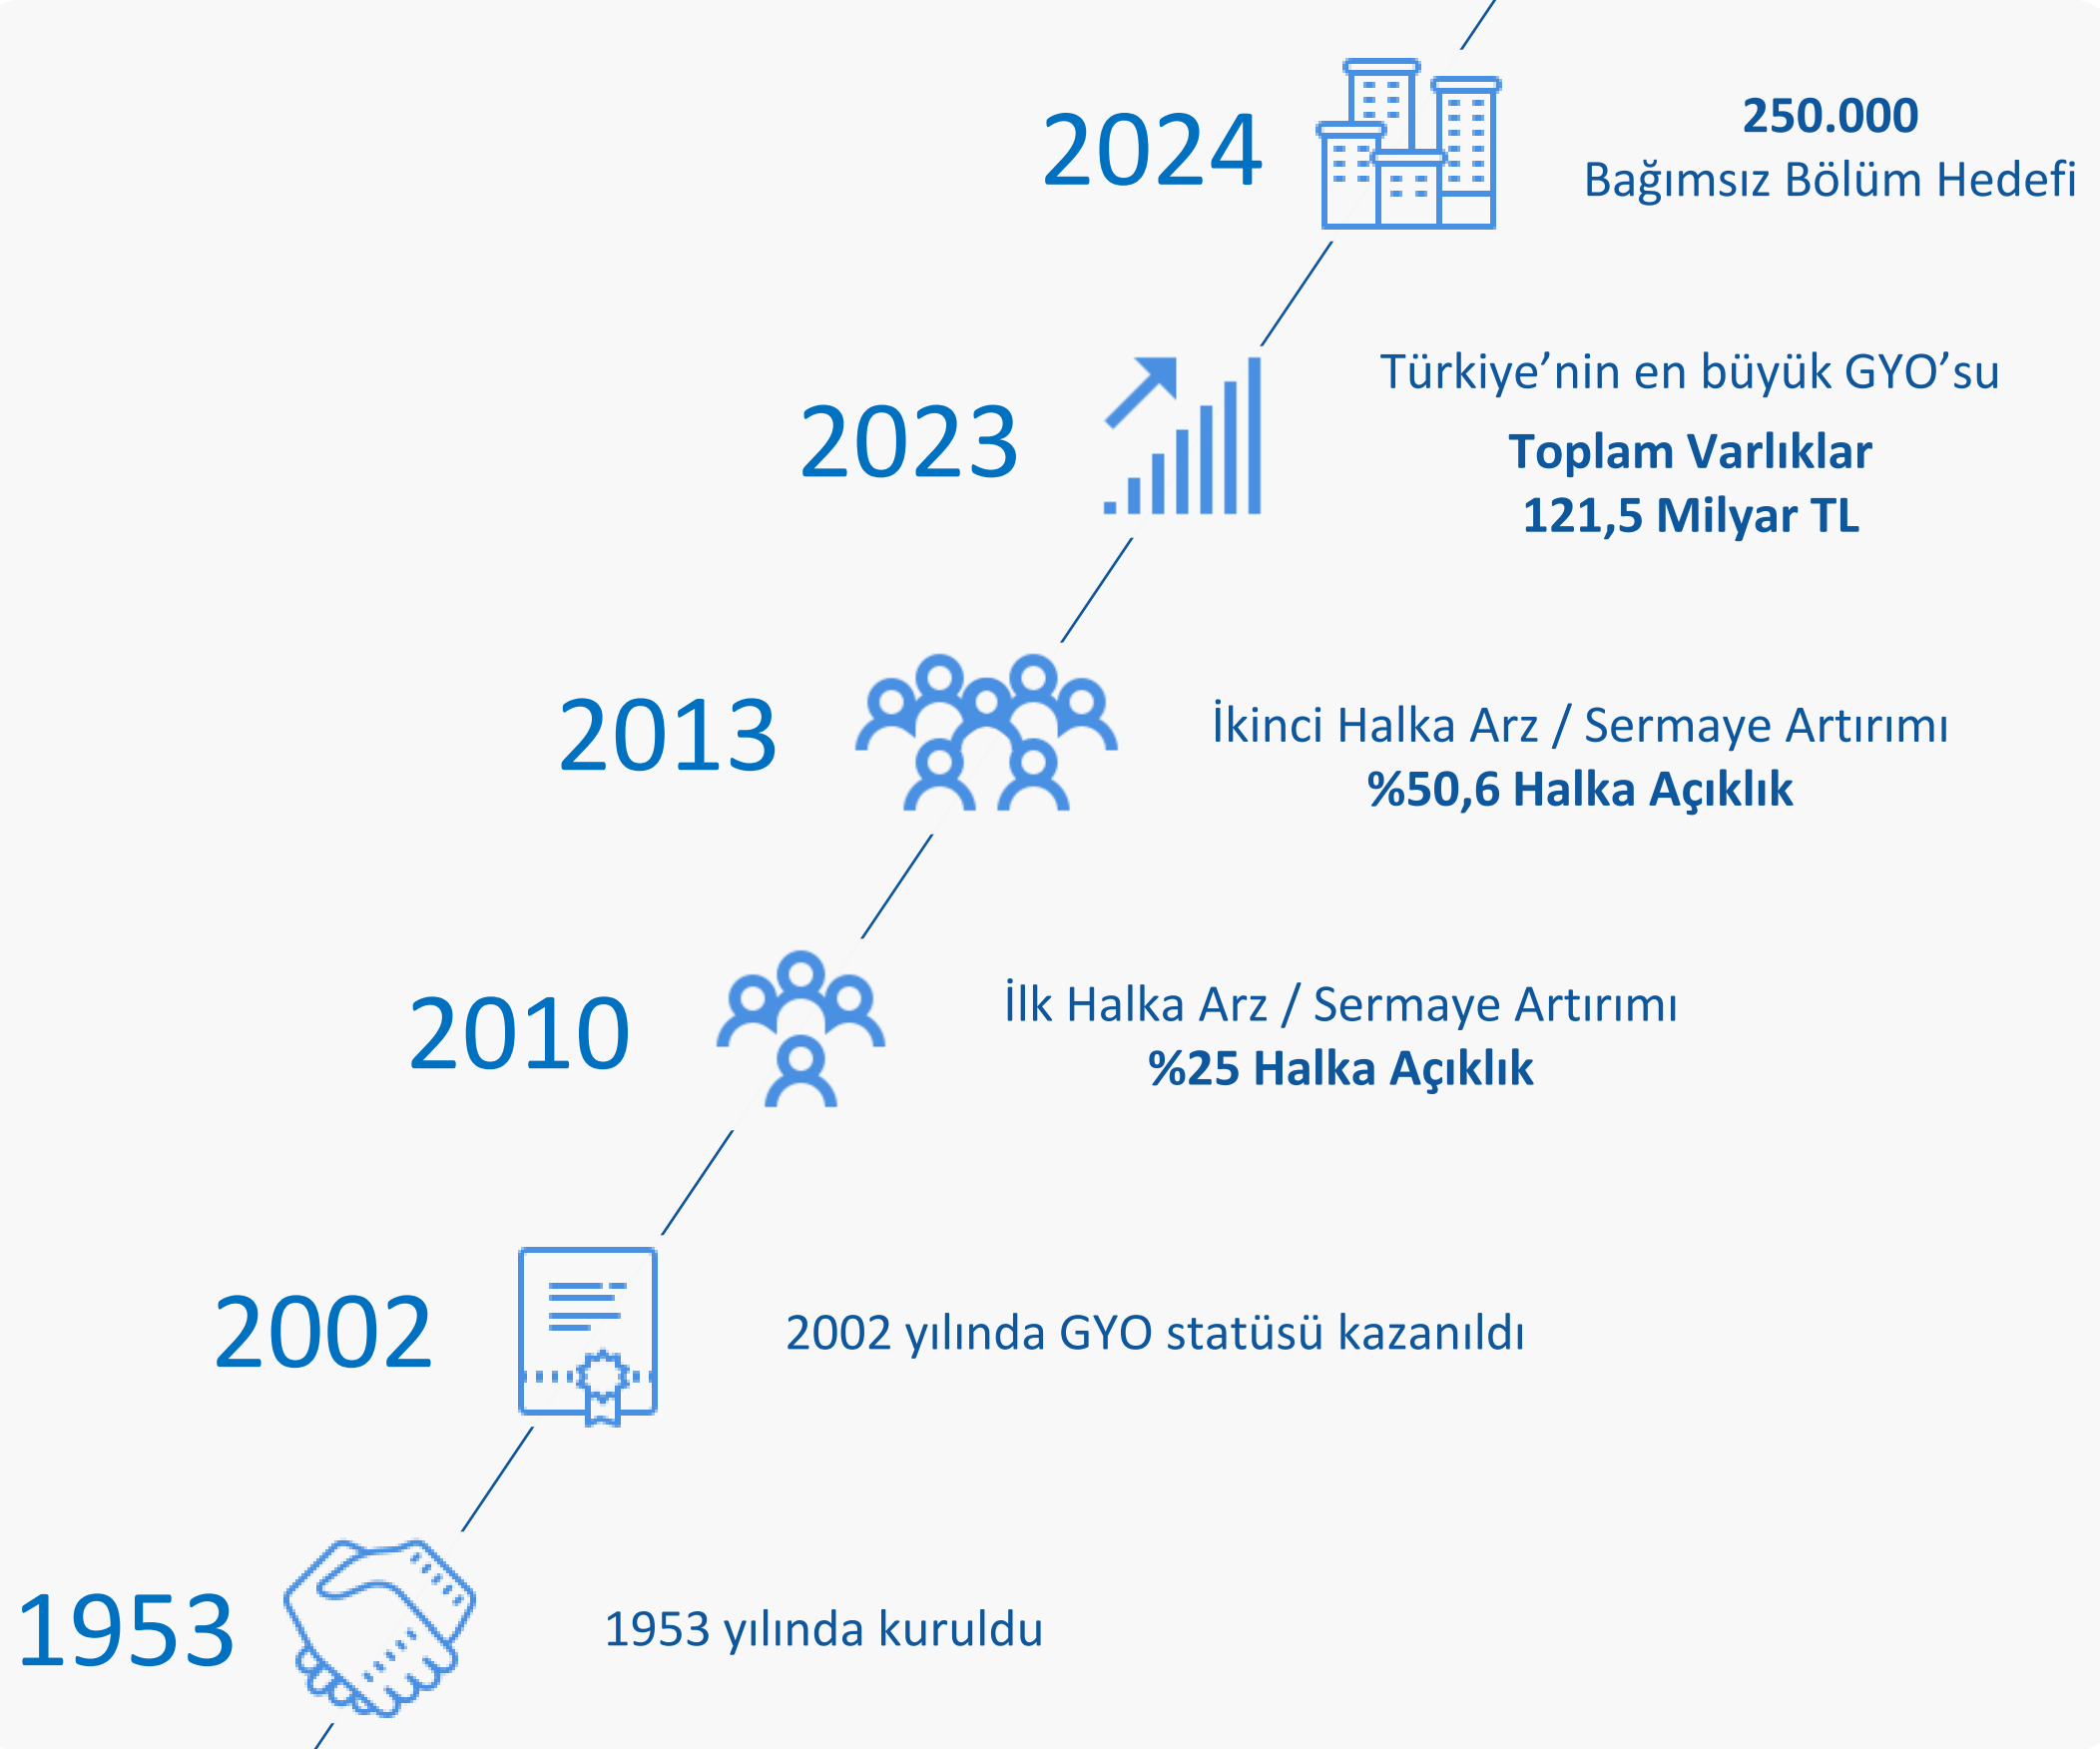 2024
250.000
Bağımsız Bölüm Hedefi
2023
Türkiye’nin en büyük GYO’su
Toplam Varlıklar
121,5 Milyar TL
2013
İkinci Halka Arz / Sermaye Artırımı
%50,6 Halka Açıklık
2010
İlk Halka Arz / Sermaye Artırımı
%25 Halka Açıklık
2002
2002 yılında GYO statüsü kazanıldı
1953
1953 yılında kuruldu